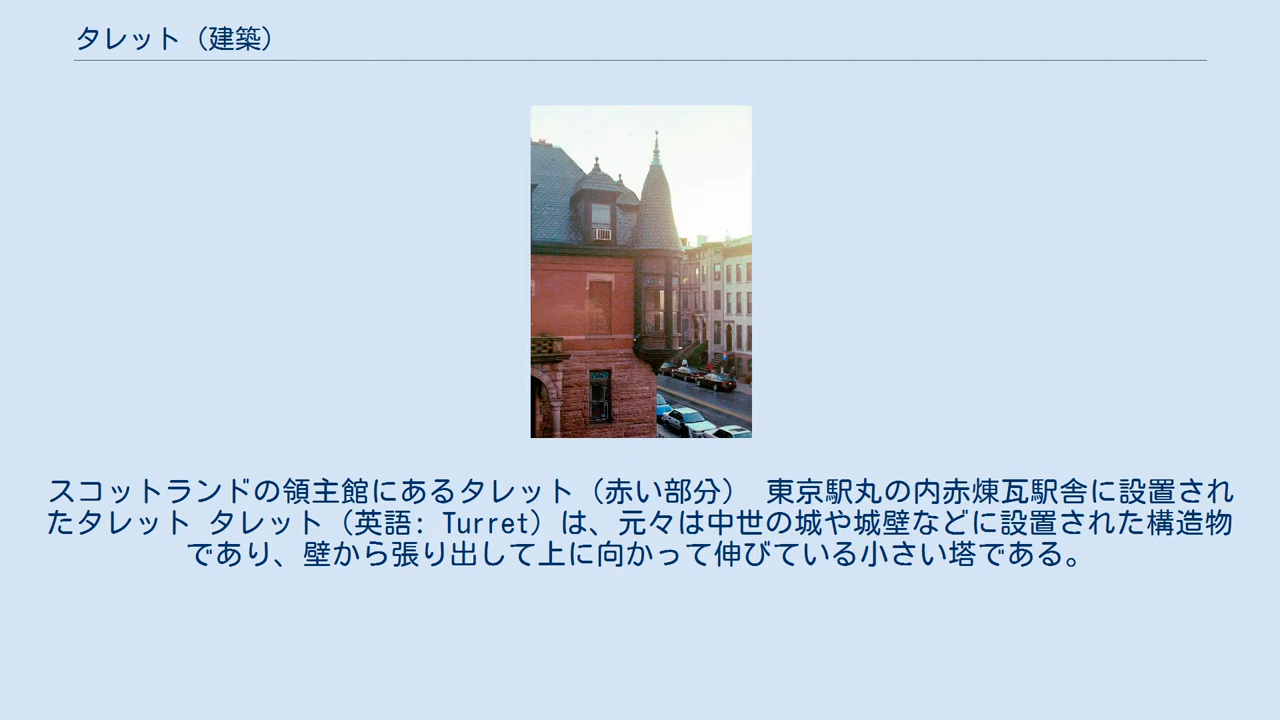 タレット（建築）
スコットランドの領主館にあるタレット（赤い部分） 東京駅丸の内赤煉瓦駅舎に設置され
たタレット タレット（英語: Turret）は、元々は中世の城や城壁などに設置された構造物
であり、壁から張り出して上に向かって伸びている小さい塔である。